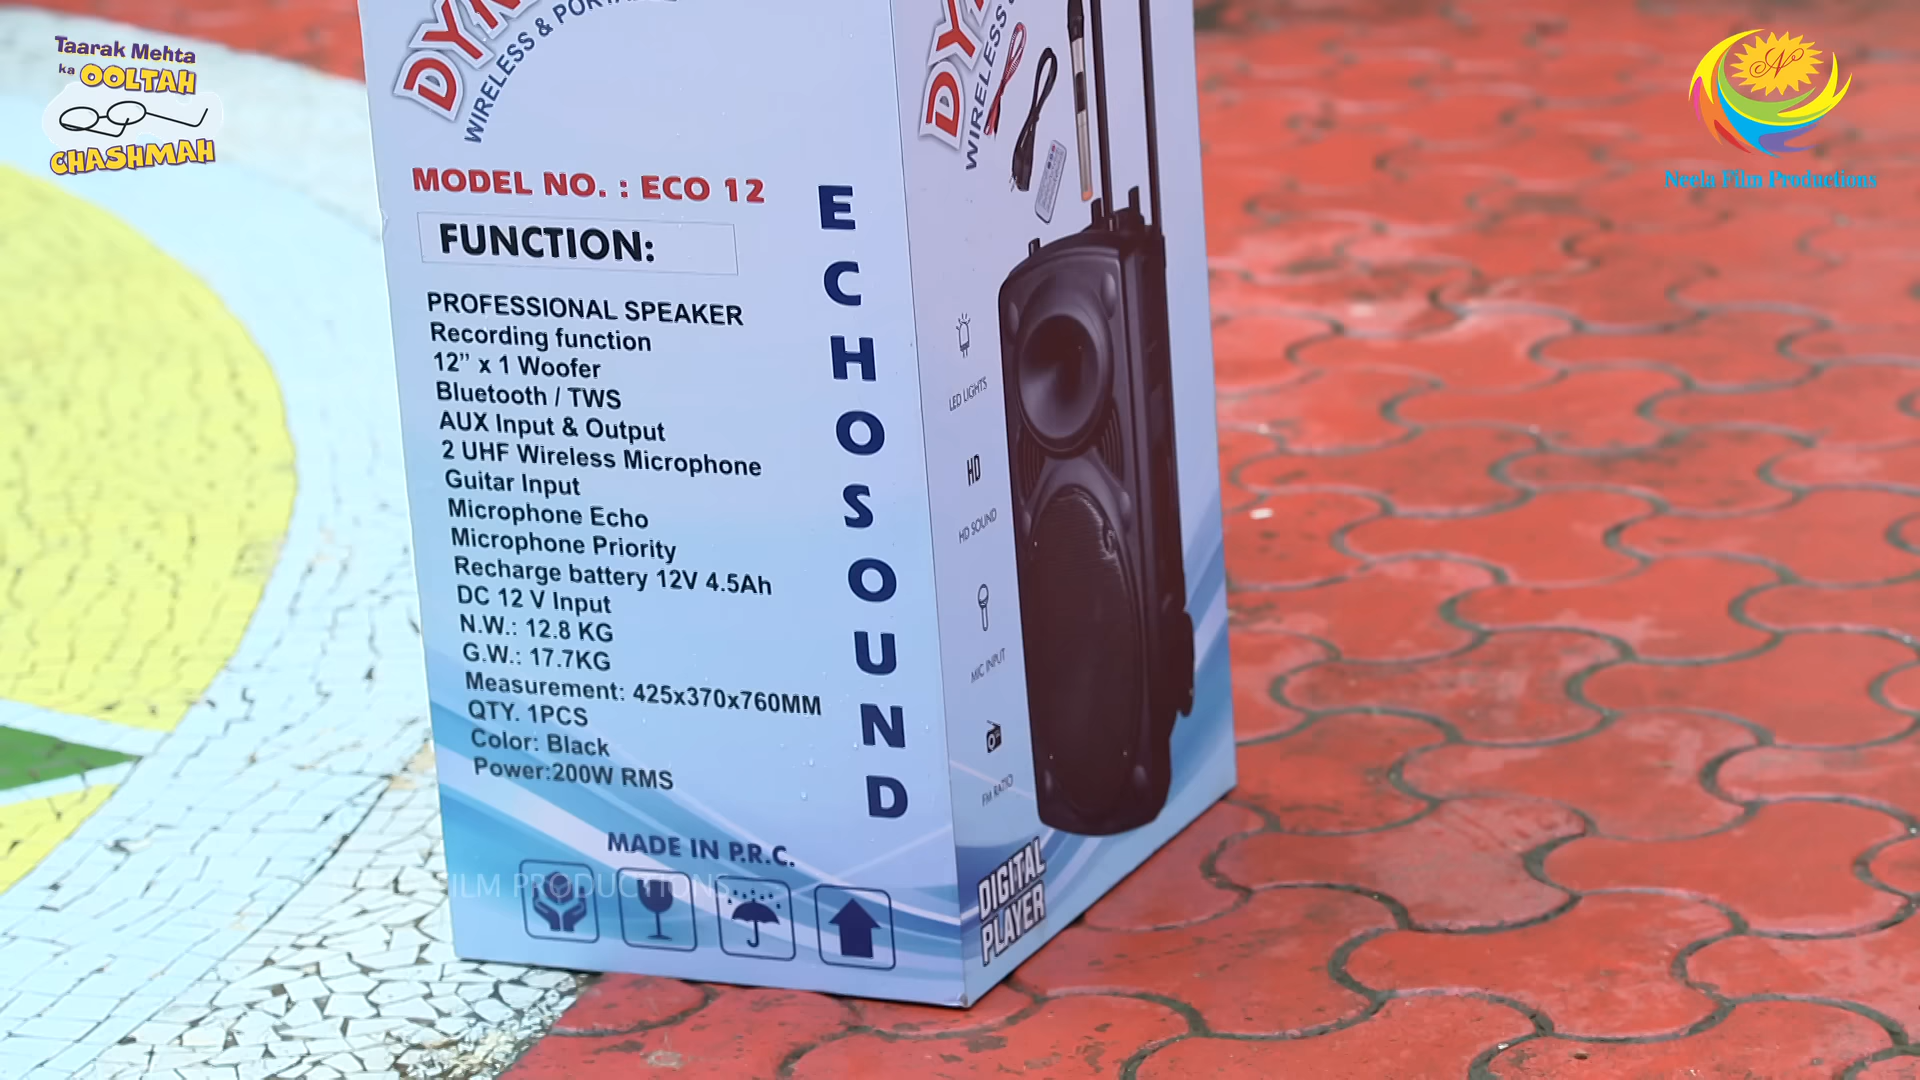 Taarak Mehta
ka OOLTAH
CHASHMAH
Neela Film Productions
WIRELESS &
MODEL NO. : ECO 12
FUNCTION:
PROFESSIONAL SPEAKER
Recording function
12” x 1 Woofer
Bluetooth / TWS
AUX Input & Output
2 UHF Wireless Microphone
Guitar Input
Microphone Echo
Microphone Priority
Recharge battery 12V 4.5Ah
DC 12 V Input
N.W.: 12.8 KG
G.W.: 17.7KG
Measurement: 425x370x760MM
QTY. 1PCS
Color: Black
Power:200W RMS
MADE IN P.R.C.
ECHOSOUND
WIRELESS
LED LIGHTS
HD
HD SOUND
MIC INPUT
FM RATIO
DIGITAL
PLAYER
FILM PRODUCTIONS